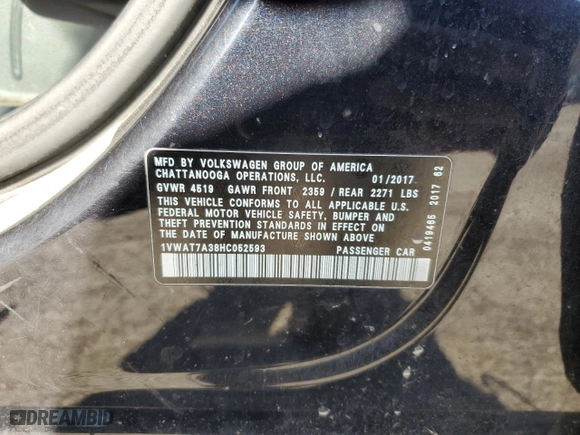 MFD BY VOLKSWAGEN GROUP OF AMERICA
CHATTANOOGA OPERATIONS, LLC. 01/2017
GVWR 4519 GAWR FRONT 2359 / REAR 2271 LBS
THIS VEHICLE CONFORMS TO ALL APPLICABLE U.S.
FEDERAL MOTOR VEHICLE SAFETY, BUMPER AND
THEFT PREVENTION STANDARDS IN EFFECT ON
THE DATE OF MANUFACTURE SHOWN ABOVE
1VWAT7A38HC052593 PASSENGER CAR
0419465 2017 62
DREAMBID